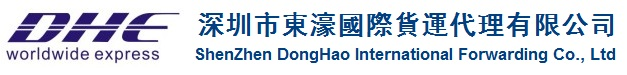 DHE
worldwide express
深圳市東濠國際貨運代理有限公司
ShenZhen DongHao International Forwarding Co., Ltd